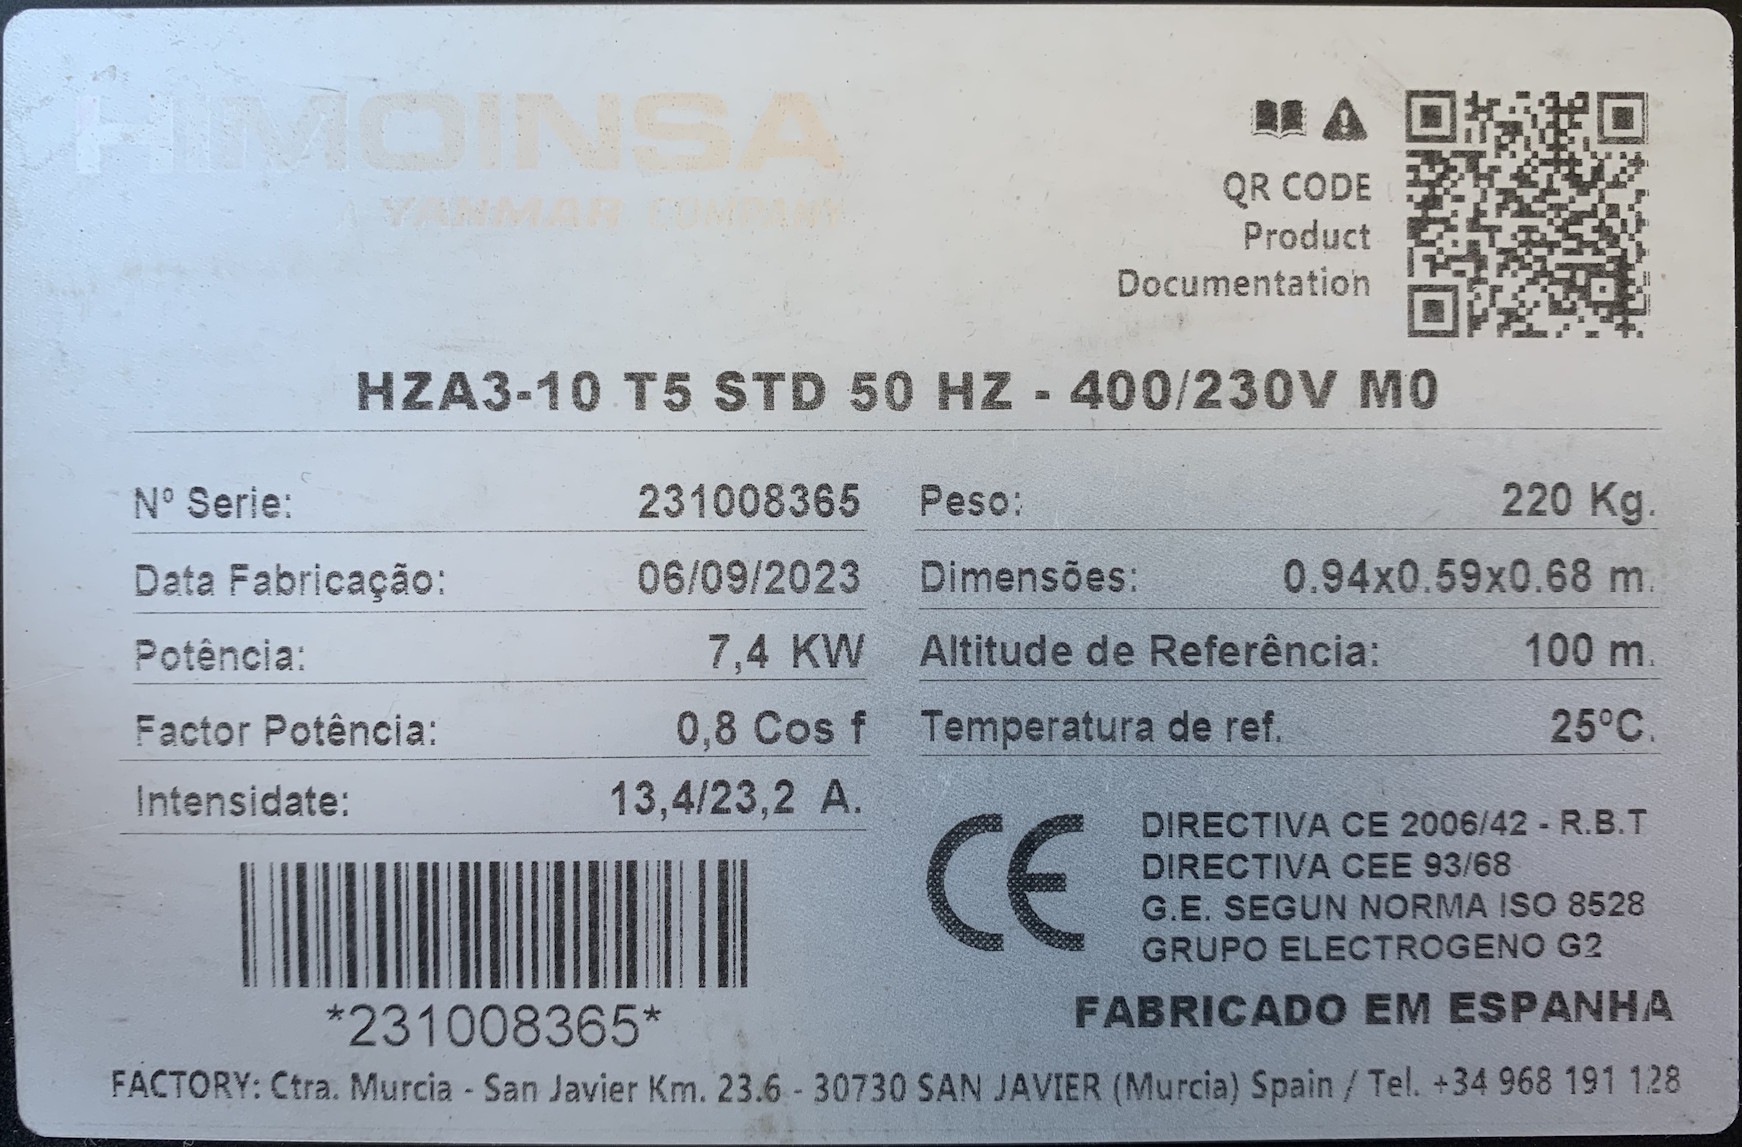 HIMOINSA
A YANMAR COMPANY
QR CODE
Product
Documentation
HZA3-10 T5 STD 50 HZ - 400/230V M0
Nº Serie: 231008365
Peso: 220 Kg.
Data Fabricação: 06/09/2023
Dimensões: 0.94x0.59x0.68 m.
Potência: 7,4 KW
Altitude de Referência: 100 m.
Factor Potência: 0,8 Cos f
Temperatura de ref. 25ºC.
Intensidate: 13,4/23,2 A.
CE
DIRECTIVA CE 2006/42 - R.B.T
DIRECTIVA CEE 93/68
G.E. SEGUN NORMA ISO 8528
GRUPO ELECTROGENO G2
*231008365*
FABRICADO EM ESPANHA
FACTORY: Ctra. Murcia - San Javier Km. 23.6 - 30730 SAN JAVIER (Murcia) Spain / Tel. +34 968 191 128